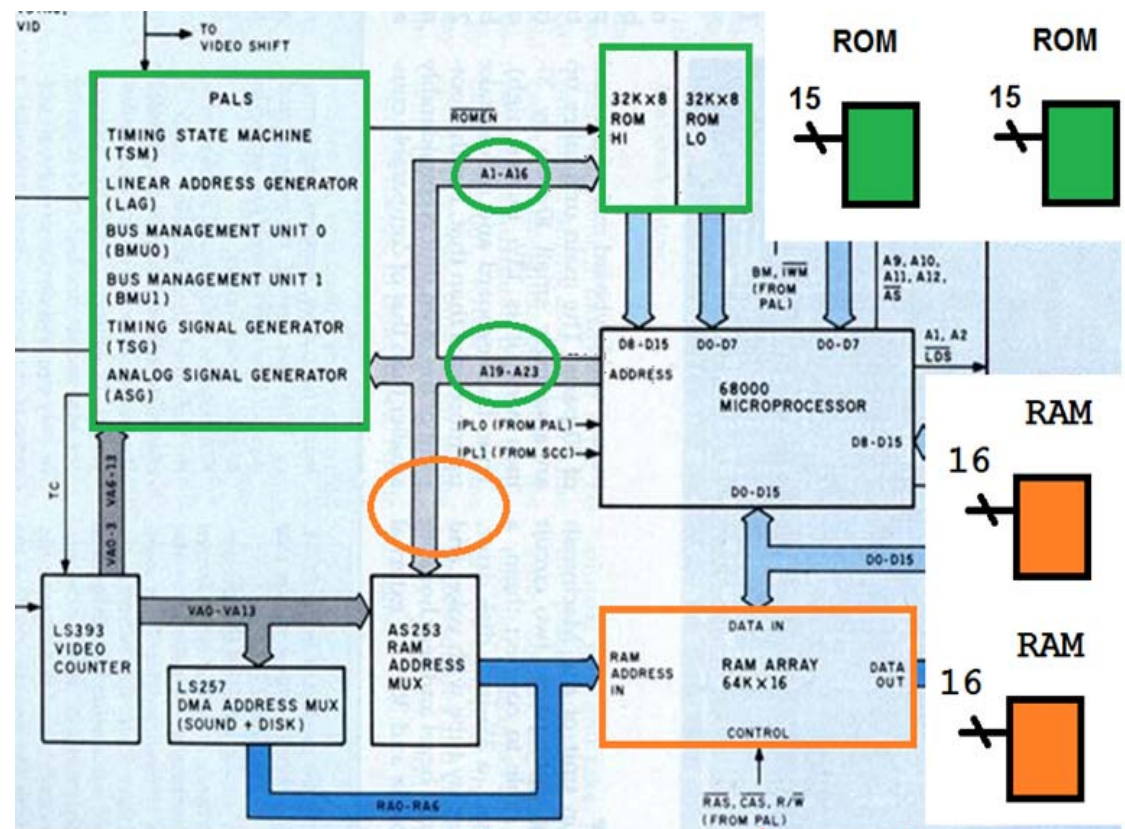 VID
TO
VIDEO SHIFT
PALS
TIMING STATE MACHINE
(TSM)
LINEAR ADDRESS GENERATOR
(LAG)
BUS MANAGEMENT UNIT 0
(BMU0)
BUS MANAGEMENT UNIT 1
(BMU1)
TIMING SIGNAL GENERATOR
(TSG)
ANALOG SIGNAL GENERATOR
(ASG)
ROMEN
A1-A16
32K×8
ROM
HI
32K×8
ROM
LO
ROM
15
ROM
15
BM, IWM
(FROM
PAL)
A9, A10,
A11, A12,
AS
A19-A23
D8-D15
D0-D7
D0-D7
ADDRESS
A1, A2
LDS
68000
MICROPROCESSOR
IPL0 (FROM PAL)
IPL1 (FROM SCC)
D8-D15
D0-D15
RAM
16
D0-D15
TC
VA0-3 VA6-13
VA0-VA13
LS393
VIDEO
COUNTER
LS257
DMA ADDRESS MUX
(SOUND + DISK)
AS253
RAM
ADDRESS
MUX
DATA IN
RAM
ADDRESS
IN
RAM ARRAY
64K×16
DATA
OUT
CONTROL
RAM
16
RA0-RA6
RAS, CAS, R/W
(FROM PAL)